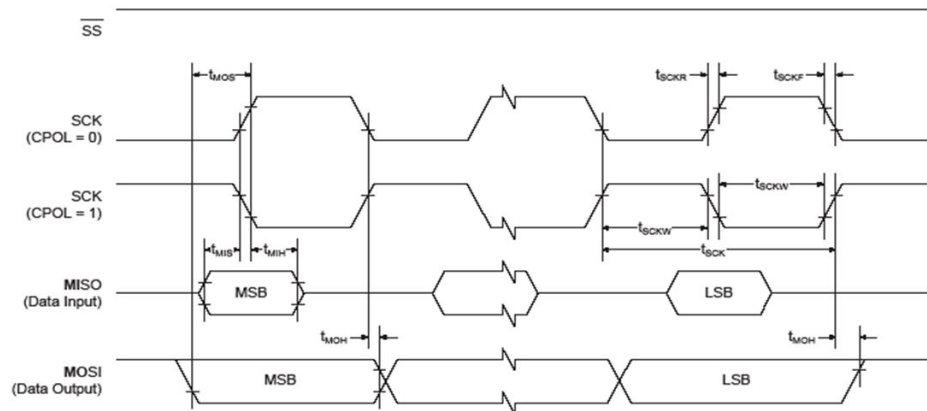 SS
tMOS
tSCKR
tSCKF
SCK
(CPOL = 0)
SCK
(CPOL = 1)
tSCKW
tSCKW
tSCK
tMIS
tMIH
MISO
(Data Input)
MSB
LSB
tMOH
tMOH
MOSI
(Data Output)
MSB
LSB